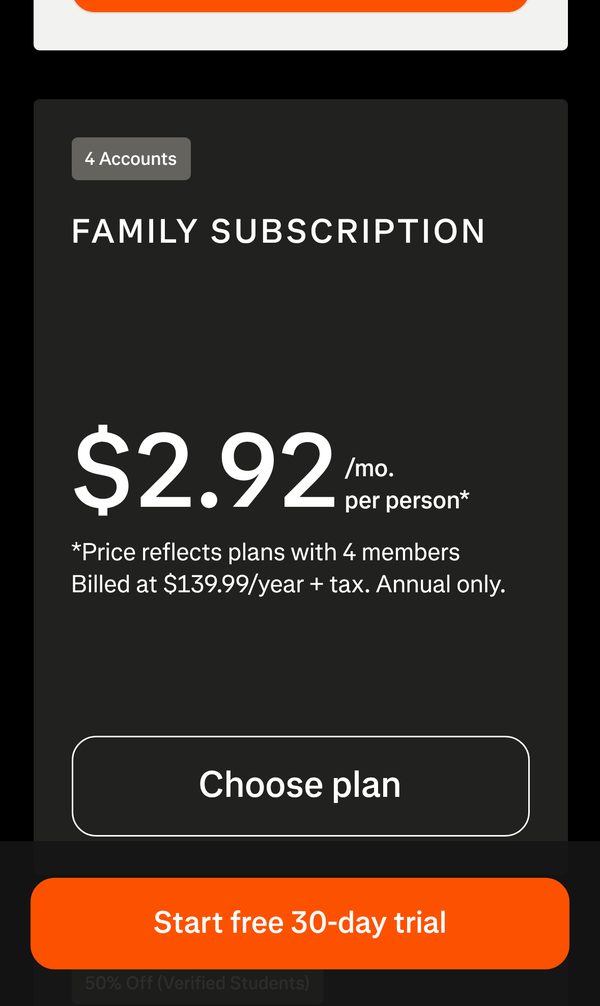 4 Accounts
FAMILY SUBSCRIPTION
$2.92 /mo.
per person*
*Price reflects plans with 4 members
Billed at $139.99/year + tax. Annual only.
Choose plan
Start free 30-day trial
50% Off (Verified Students)